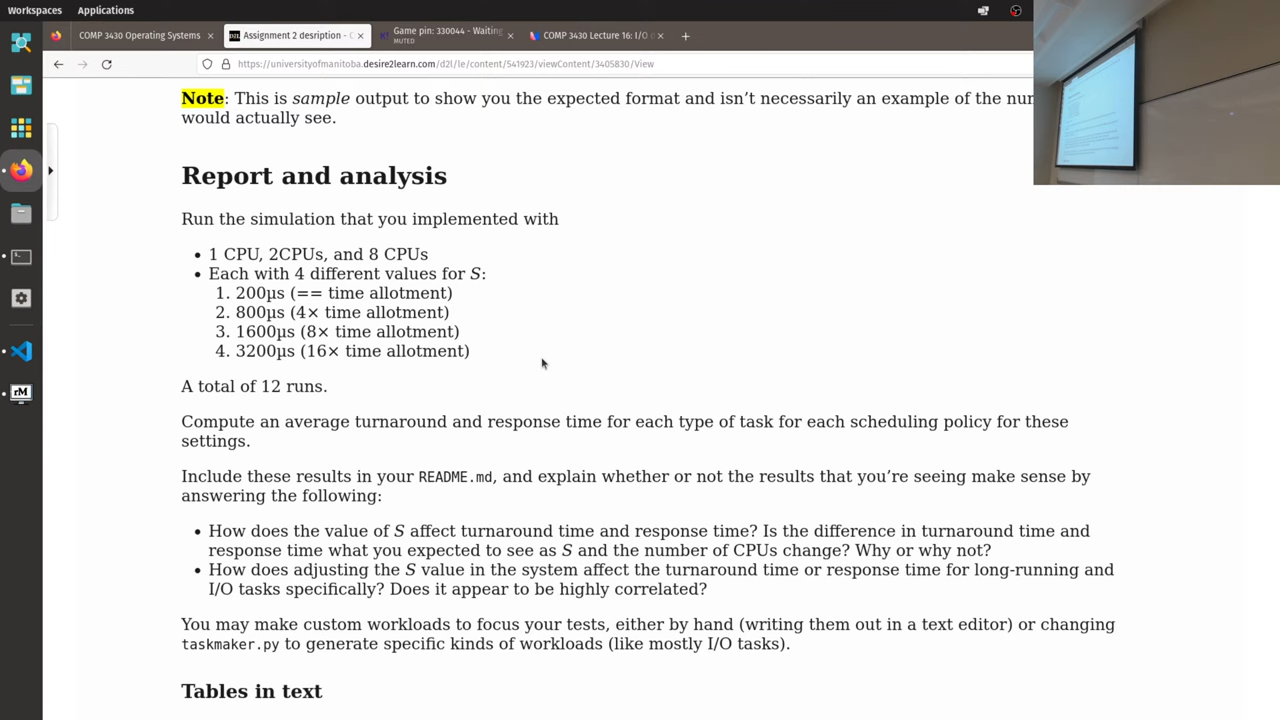 Workspaces Applications
COMP 3430 Operating Systems
Assignment 2 desription - C
Game pin: 330044 - Waiting
MUTED
COMP 3430 Lecture 16: I/O o
https://universityofmanitoba.desire2learn.com/d2l/le/content/541923/viewContent/3405830/View
Note: This is sample output to show you the expected format and isn't necessarily an example of the
would actually see.
Report and analysis
Run the simulation that you implemented with
• 1 CPU, 2CPUs, and 8 CPUs
• Each with 4 different values for S:
1. 200µs (== time allotment)
2. 800µs (4× time allotment)
3. 1600µs (8× time allotment)
4. 3200µs (16× time allotment)
A total of 12 runs.
Compute an average turnaround and response time for each type of task for each scheduling policy for these
settings.
Include these results in your README.md, and explain whether or not the results that you're seeing make sense by
answering the following:
• How does the value of S affect turnaround time and response time? Is the difference in turnaround time and
response time what you expected to see as S and the number of CPUs change? Why or why not?
• How does adjusting the S value in the system affect the turnaround time or response time for long-running and
I/O tasks specifically? Does it appear to be highly correlated?
You may make custom workloads to focus your tests, either by hand (writing them out in a text editor) or changing
taskmaker.py to generate specific kinds of workloads (like mostly I/O tasks).
Tables in text
rM